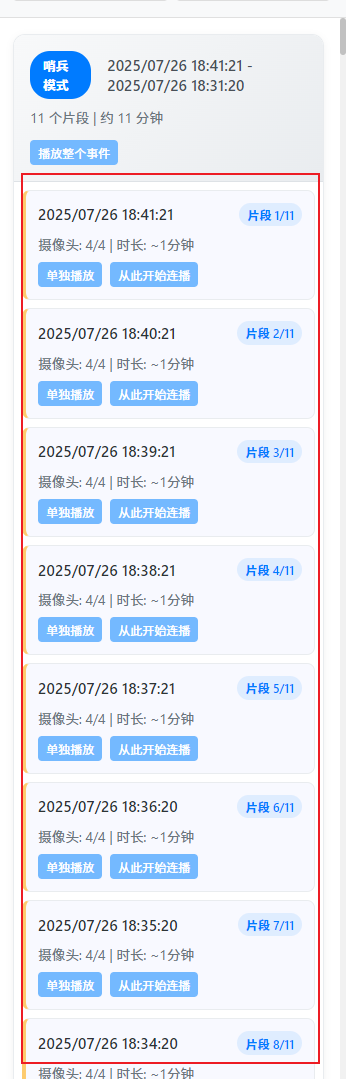 哨兵
模式
2025/07/26 18:41:21 -
2025/07/26 18:31:20
11 个片段 | 约 11 分钟
播放整个事件
2025/07/26 18:41:21 片段 1/11
摄像头: 4/4 | 时长: ~1分钟
单独播放 从此开始连播
2025/07/26 18:40:21 片段 2/11
摄像头: 4/4 | 时长: ~1分钟
单独播放 从此开始连播
2025/07/26 18:39:21 片段 3/11
摄像头: 4/4 | 时长: ~1分钟
单独播放 从此开始连播
2025/07/26 18:38:21 片段 4/11
摄像头: 4/4 | 时长: ~1分钟
单独播放 从此开始连播
2025/07/26 18:37:21 片段 5/11
摄像头: 4/4 | 时长: ~1分钟
单独播放 从此开始连播
2025/07/26 18:36:20 片段 6/11
摄像头: 4/4 | 时长: ~1分钟
单独播放 从此开始连播
2025/07/26 18:35:20 片段 7/11
摄像头: 4/4 | 时长: ~1分钟
单独播放 从此开始连播
2025/07/26 18:34:20 片段 8/11
摄像头: 4/4 | 时长: ~1分钟